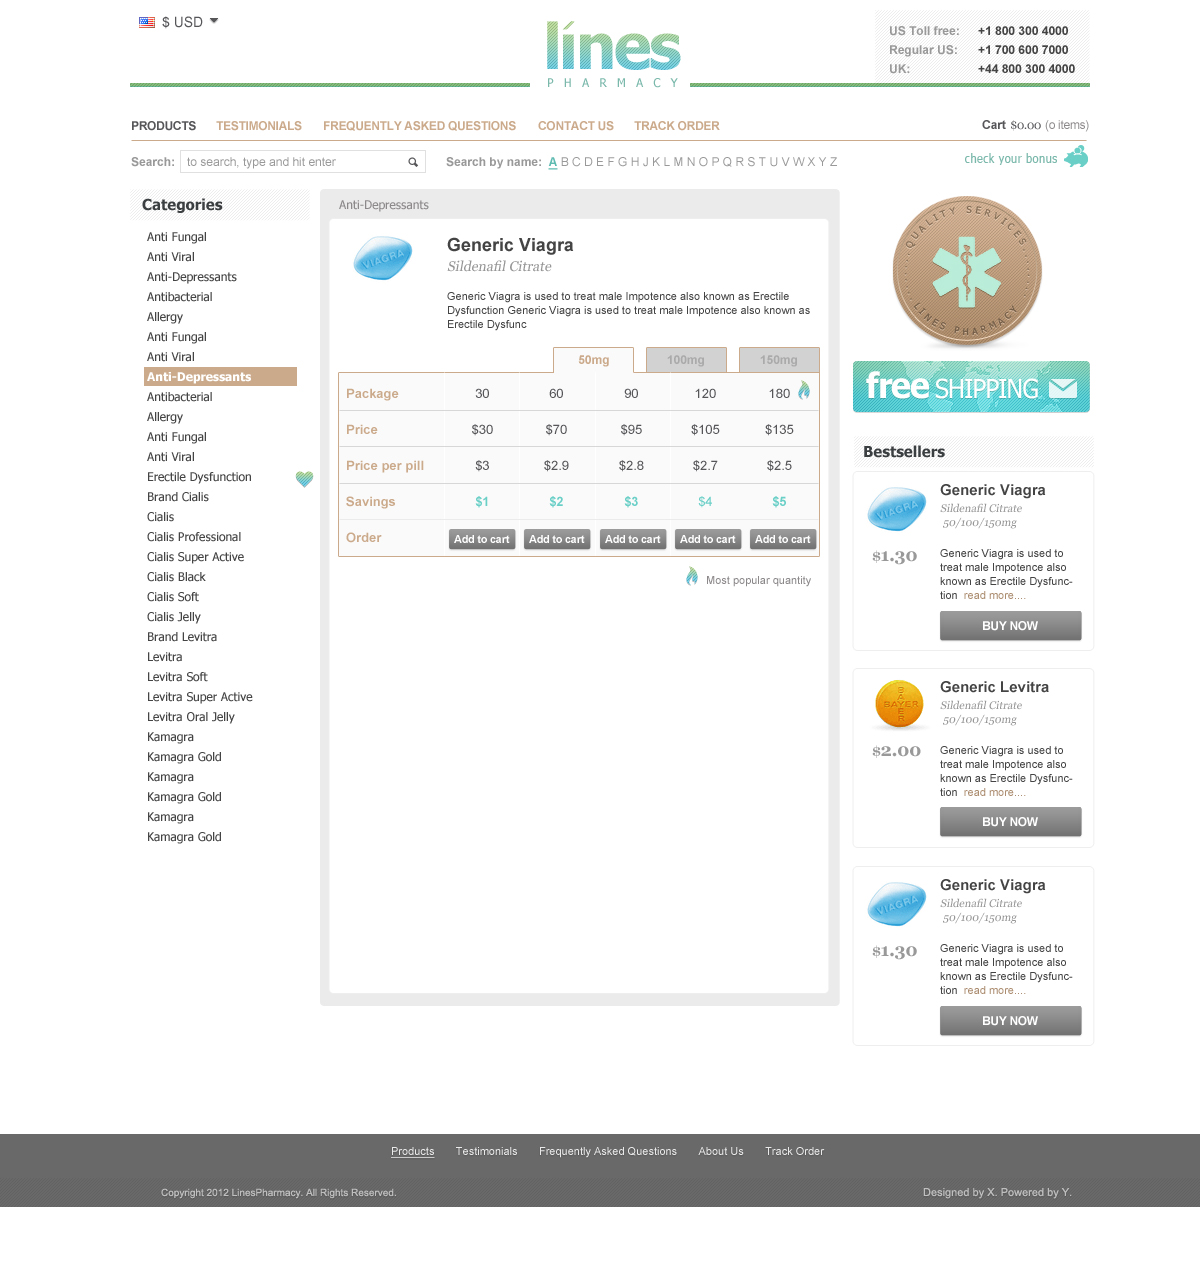 $ USD
lines
PHARMACY
US Toll free: +1 800 300 4000
Regular US: +1 700 600 7000
UK: +44 800 300 4000
PRODUCTS TESTIMONIALS FREQUENTLY ASKED QUESTIONS CONTACT US TRACK ORDER
Cart $0.00 (0 items)
Search: to search, type and hit enter
Search by name: A B C D E F G H J K L M N O P Q R S T U V W X Y Z
check your bonus
Categories
Anti Fungal
Anti Viral
Anti-Depressants
Antibacterial
Allergy
Anti Fungal
Anti Viral
Anti-Depressants
Antibacterial
Allergy
Anti Fungal
Anti Viral
Erectile Dysfunction
Brand Cialis
Cialis
Cialis Professional
Cialis Super Active
Cialis Black
Cialis Soft
Cialis Jelly
Brand Levitra
Levitra
Levitra Soft
Levitra Super Active
Levitra Oral Jelly
Kamagra
Kamagra Gold
Kamagra
Kamagra Gold
Kamagra
Kamagra Gold
Anti-Depressants
VIAGRA
Generic Viagra
Sildenafil Citrate
Generic Viagra is used to treat male Impotence also known as Erectile
Dysfunction Generic Viagra is used to treat male Impotence also known as
Erectile Dysfunc
50mg 100mg 150mg
Package 30 60 90 120 180
Price $30 $70 $95 $105 $135
Price per pill $3 $2.9 $2.8 $2.7 $2.5
Savings $1 $2 $3 $4 $5
Order Add to cart Add to cart Add to cart Add to cart Add to cart
Most popular quantity
QUALITY SERVICES
LINES PHARMACY
free SHIPPING
Bestsellers
VIAGRA
Generic Viagra
Sildenafil Citrate
50/100/150mg
$1.30
Generic Viagra is used to
treat male Impotence also
known as Erectile Dysfunc-
tion read more....
BUY NOW
BAYER
BAYER
Generic Levitra
Sildenafil Citrate
50/100/150mg
$2.00
Generic Viagra is used to
treat male Impotence also
known as Erectile Dysfunc-
tion read more....
BUY NOW
VIAGRA
Generic Viagra
Sildenafil Citrate
50/100/150mg
$1.30
Generic Viagra is used to
treat male Impotence also
known as Erectile Dysfunc-
tion read more....
BUY NOW
Products Testimonials Frequently Asked Questions About Us Track Order
Copyright 2012 LinesPharmacy. All Rights Reserved.
Designed by X. Powered by Y.